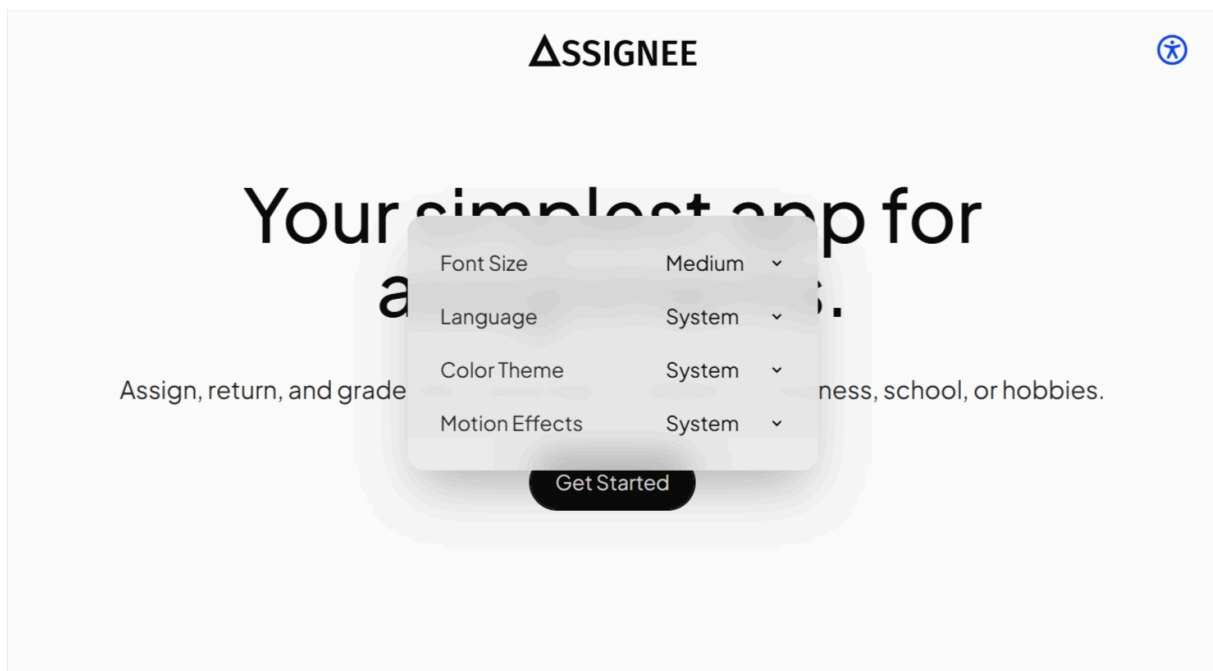 ASSIGNEE
Your simplest app for
a s.
Font Size Medium
Language System
Color Theme System
Motion Effects System
Assign, return, and grade ness, school, or hobbies.
Get Started